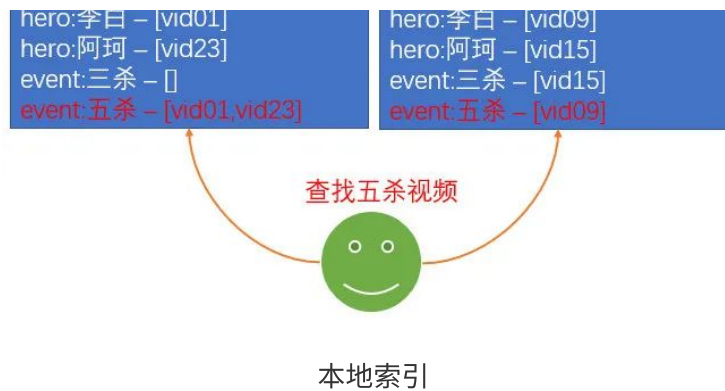 hero:李白 – [vid01]
hero:阿珂 – [vid23]
event:三杀 – []
event:五杀 – [vid01,vid23]
hero:李白 – [vid09]
hero:阿珂 – [vid15]
event:三杀 – [vid15]
event:五杀 – [vid09]
查找五杀视频
本地索引